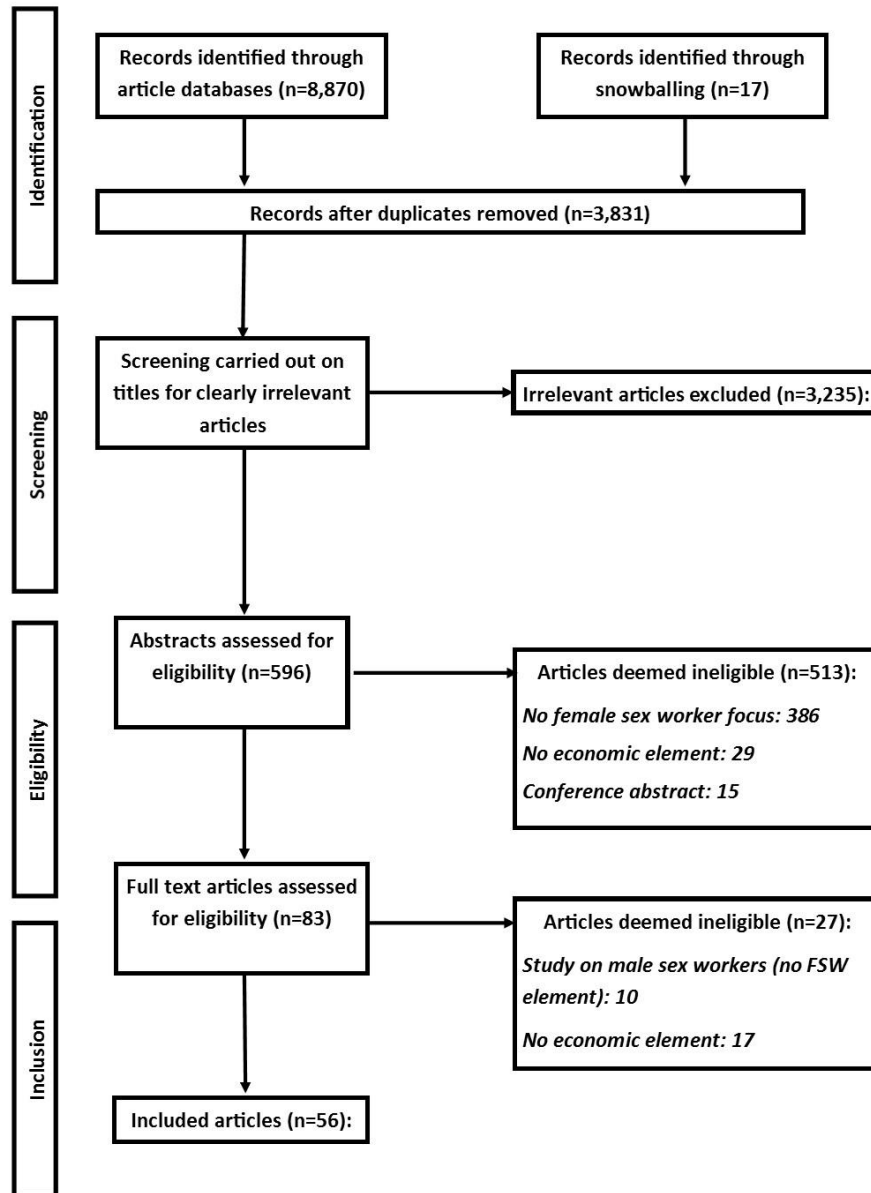 Identification
Records identified through
article databases (n=8,870)
Records identified through
snowballing (n=17)
Records after duplicates removed (n=3,831)
Screening
Screening carried out on
titles for clearly irrelevant
articles
Irrelevant articles excluded (n=3,235):
Eligibility
Abstracts assessed for
eligibility (n=596)
Articles deemed ineligible (n=513):
No female sex worker focus: 386
No economic element: 29
Conference abstract: 15
Full text articles assessed
for eligibility (n=83)
Articles deemed ineligible (n=27):
Study on male sex workers (no FSW
element): 10
No economic element: 17
Inclusion
Included articles (n=56):